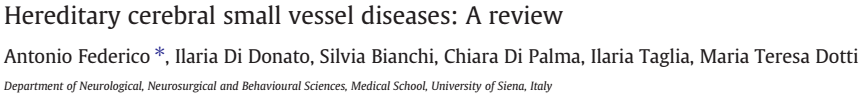 Hereditary cerebral small vessel diseases: A review
Antonio Federico *, Ilaria Di Donato, Silvia Bianchi, Chiara Di Palma, Ilaria Taglia, Maria Teresa Dotti
Department of Neurological, Neurosurgical and Behavioural Sciences, Medical School, University of Siena, Italy